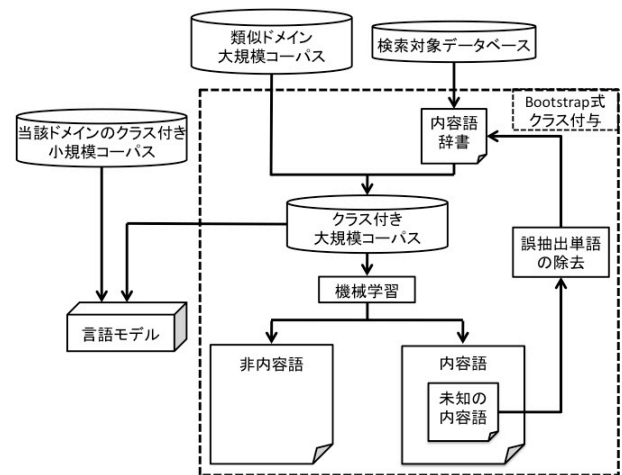 類似ドメイン
大規模コーパス
検索対象データベース
Bootstrap式
クラス付与
当該ドメインのクラス付き
小規模コーパス
内容語
辞書
クラス付き
大規模コーパス
誤抽出単語
の除去
機械学習
言語モデル
非内容語
内容語
未知の
内容語